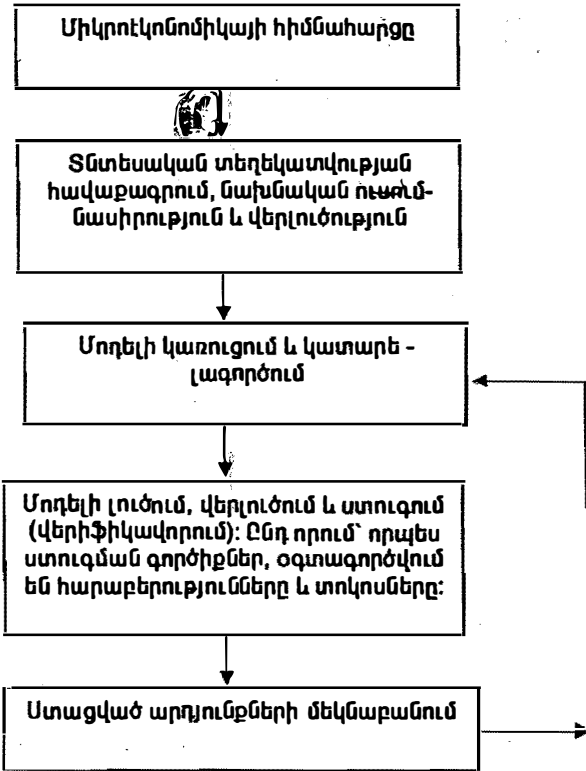 Միկրոէկոնոմիկայի հիմնահարցը
Տնտեսական տեղեկատվության
հավաքագրում, նախնական ուսում-
նասիրություն և վերլուծություն
Մոդելի կառուցում և կատարե -
լագործում
Մոդելի լուծում, վերլուծում և ստուգում
(վերիֆիկավորում): Ընդ որում՝ որպես
ստուգման գործիքներ, օգտագործվում
են հարաբերությունները և տոկոսները:
Ստացված արդյունքների մեկնաբանում